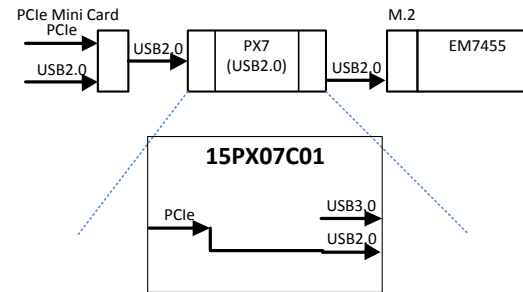 PCIe Mini Card
PCIe
USB2.0
USB2.0
PX7
(USB2.0)
USB2.0
M.2
EM7455
15PX07C01
PCIe
USB3.0
USB2.0